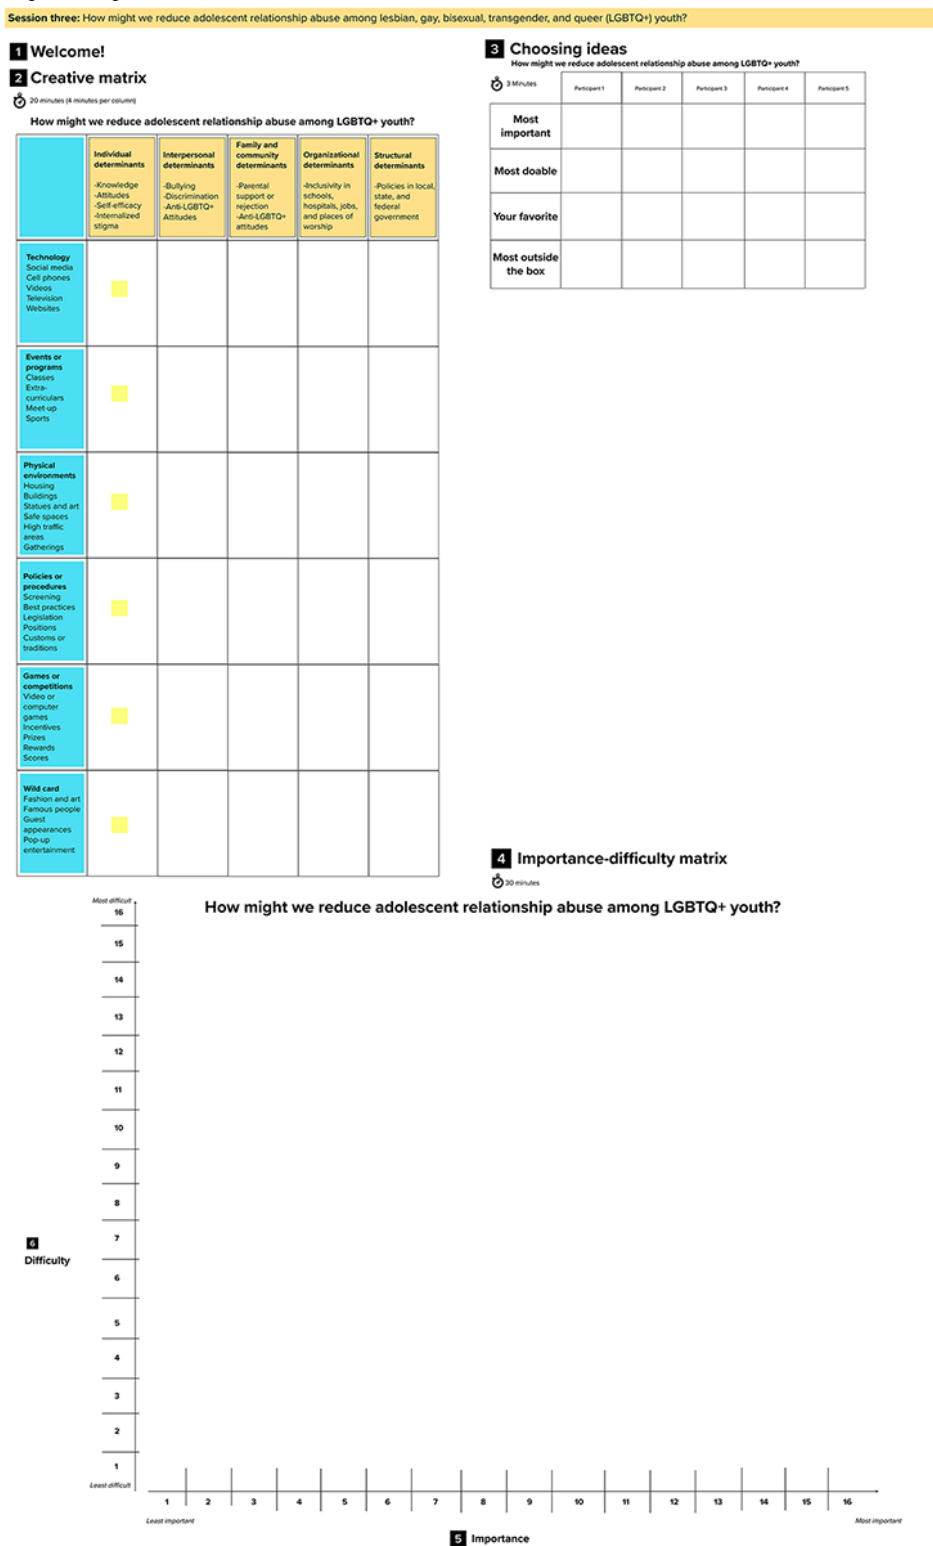 Session three: How might we reduce adolescent relationship abuse among lesbian, gay, bisexual, transgender, and queer (LGBTQ+) youth?
1 Welcome!
2 Creative matrix
20 minutes (4 minutes per column)
How might we reduce adolescent relationship abuse among LGBTQ+ youth?
Individual
determinants
-Knowledge
-Attitudes
-Self-efficacy
-Internalized
stigma
Interpersonal
determinants
-Bullying
-Discrimination
-Anti-LGBTQ+
Attitudes
Family and
community
determinants
-Parental
support or
rejection
-Anti-LGBTQ+
attitudes
Organizational
determinants
-Inclusivity in
schools,
hospitals, jobs,
and places of
worship
Structural
determinants
-Policies in local,
state, and
federal
government
Technology
Social media
Cell phones
Videos
Television
Websites
Events or
programs
Classes
Extra-
curriculars
Meet-up
Sports
Physical
environments
Housing
Buildings
Statues and art
Safe spaces
High traffic
areas
Gatherings
Policies or
procedures
Screening
Best practices
Legislation
Positions
Customs or
traditions
Games or
competitions
Video or
computer
games
Incentives
Prizes
Rewards
Scores
Wild card
Fashion and art
Famous people
Guest
appearances
Pop-up
entertainment
3 Choosing ideas
How might we reduce adolescent relationship abuse among LGBTQ+ youth?
3 Minutes
Participant 1
Participant 2
Participant 3
Participant 4
Participant 5
Most
important
Most doable
Your favorite
Most outside
the box
4 Importance-difficulty matrix
30 minutes
How might we reduce adolescent relationship abuse among LGBTQ+ youth?
Most difficult
16
15
14
13
12
11
10
9
8
7
6
5
4
3
2
1
Least difficult
6
Difficulty
1 2 3 4 5 6 7 8 9 10 11 12 13 14 15 16
Least important
Most important
5 Importance